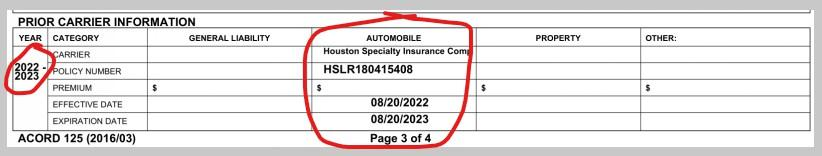 PRIOR CARRIER INFORMATION
YEAR CATEGORY GENERAL LIABILITY AUTOMOBILE PROPERTY OTHER:
CARRIER Houston Specialty Insurance Comp
2022 -
2023
POLICY NUMBER HSLR180415408
PREMIUM $ $ $ $
EFFECTIVE DATE 08/20/2022
EXPIRATION DATE 08/20/2023
ACORD 125 (2016/03) Page 3 of 4